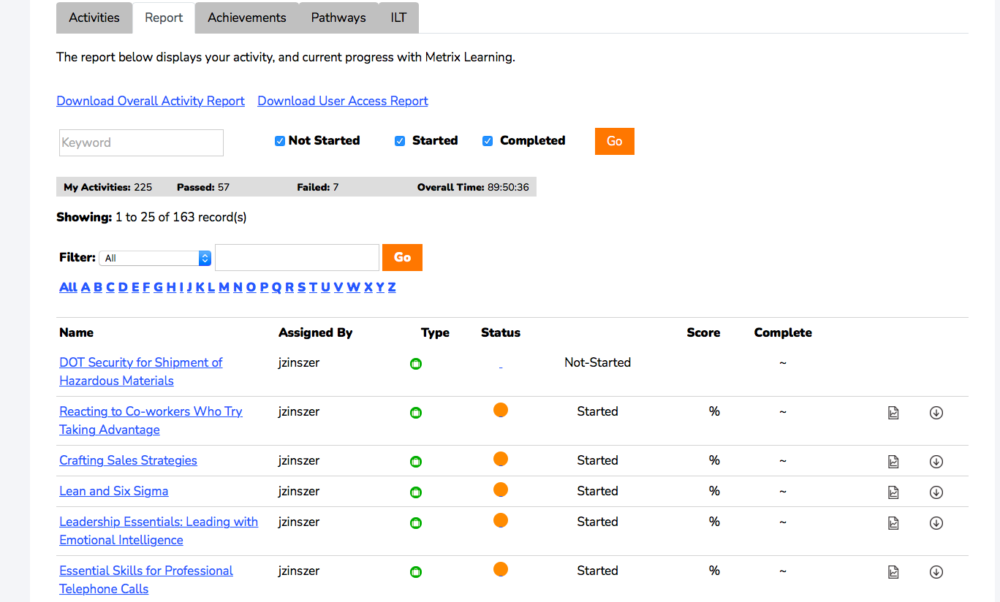 Activities Report Achievements Pathways ILT
The report below displays your activity, and current progress with Metrix Learning.
Download Overall Activity Report Download User Access Report
Keyword Not Started Started Completed Go
My Activities: 225 Passed: 57 Failed: 7 Overall Time: 89:50:36
Showing: 1 to 25 of 163 record(s)
Filter: All Go
All A B C D E F G H I J K L M N O P Q R S T U V W X Y Z
Name Assigned By Type Status Score Complete
DOT Security for Shipment of jzinszer - Not-Started ~
Hazardous Materials
Reacting to Co-workers Who Try jzinszer Started % ~
Taking Advantage
Crafting Sales Strategies jzinszer Started % ~
Lean and Six Sigma jzinszer Started % ~
Leadership Essentials: Leading with jzinszer Started % ~
Emotional Intelligence
Essential Skills for Professional jzinszer Started % ~
Telephone Calls